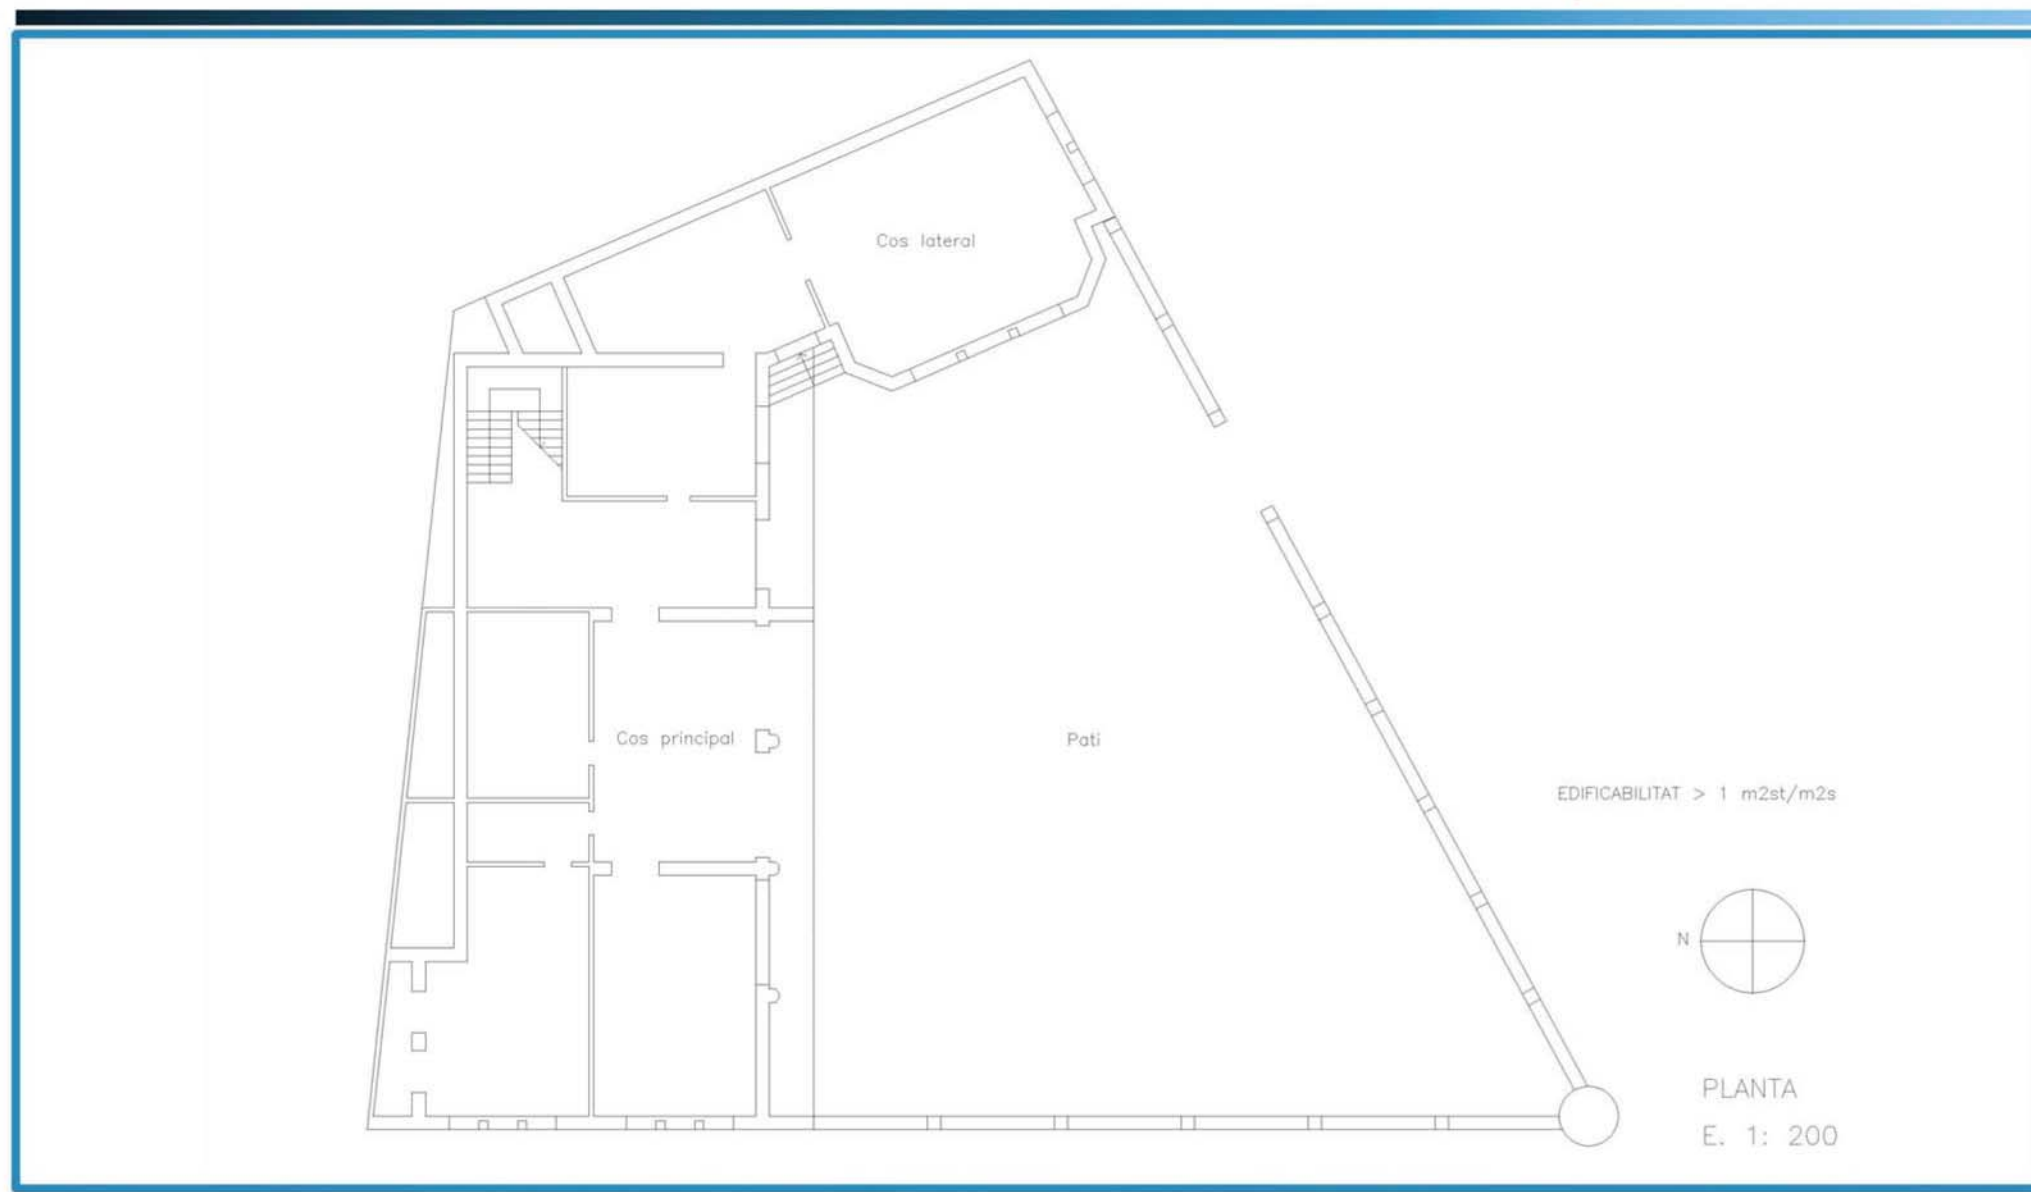 Cos lateral
Cos principal
Pati
EDIFICABILITAT > 1 m2st/m2s
N
PLANTA
E. 1: 200